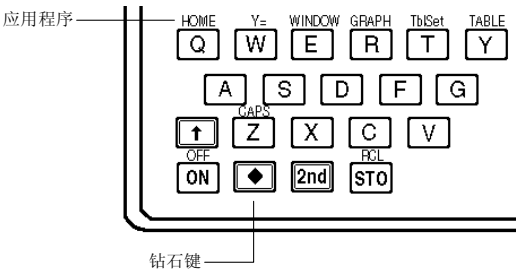 应用程序 HOME Y= WINDOW GRAPH TblSet TABLE
Q W E R T Y
A S D F G
CAPS
↑ Z X C V
OFF RCL
ON ◆ 2nd STO
钻石键